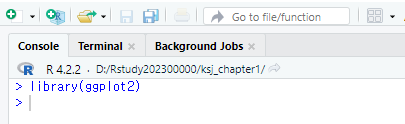 Go to file/function
Console Terminal × Background Jobs ×
R 4.2.2 · D:/Rstudy202300000/ksj_chapter1/
> library(ggplot2)
>